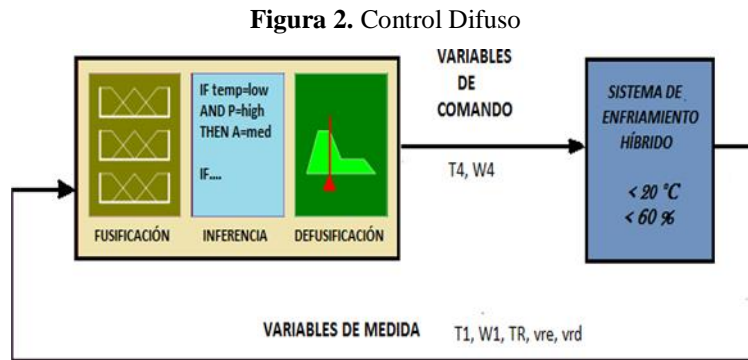 Figura 2. Control Difuso
IF temp=low
AND P=high
THEN A=med
IF....
FUSIFICACIÓN
INFERENCIA
DEFUSIFICACIÓN
VARIABLES
DE
COMANDO
T4, W4
SISTEMA DE
ENFRIAMIENTO
HÍBRIDO
< 20 °C
< 60 %
VARIABLES DE MEDIDA
T1, W1, TR, vre, vrd